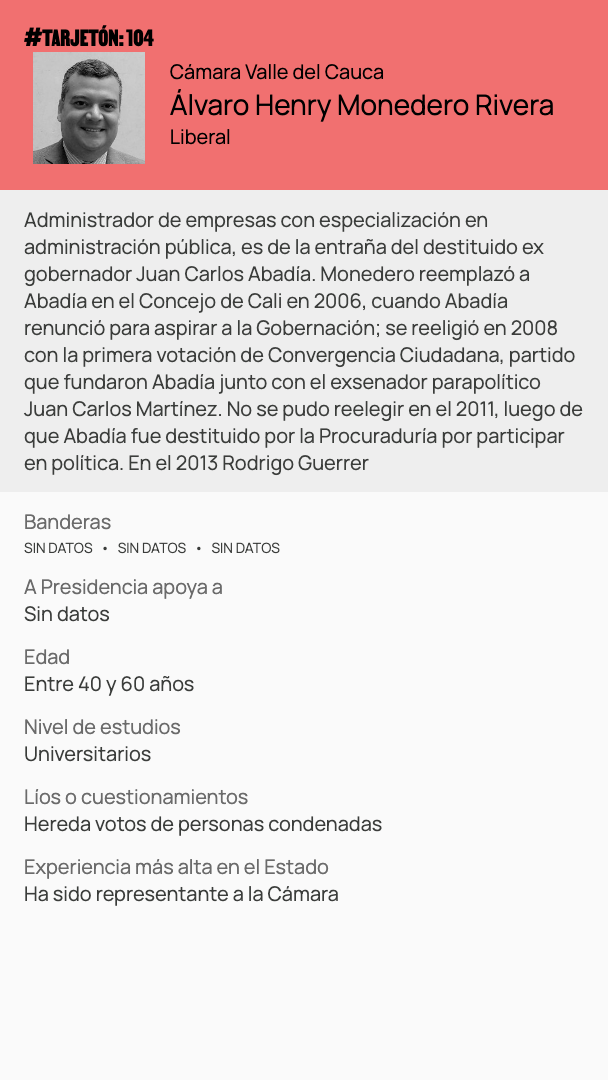 #TARJETÓN: 104
Cámara Valle del Cauca
Álvaro Henry Monedero Rivera
Liberal
Administrador de empresas con especialización en
administración pública, es de la entraña del destituido ex
gobernador Juan Carlos Abadía. Monedero reemplazó a
Abadía en el Concejo de Cali en 2006, cuando Abadía
renunció para aspirar a la Gobernación; se reeligió en 2008
con la primera votación de Convergencia Ciudadana, partido
que fundaron Abadía junto con el exsenador parapolítico
Juan Carlos Martínez. No se pudo reelegir en el 2011, luego de
que Abadía fue destituido por la Procuraduría por participar
en política. En el 2013 Rodrigo Guerrer
Banderas
SIN DATOS • SIN DATOS • SIN DATOS
A Presidencia apoya a
Sin datos
Edad
Entre 40 y 60 años
Nivel de estudios
Universitarios
Líos o cuestionamientos
Hereda votos de personas condenadas
Experiencia más alta en el Estado
Ha sido representante a la Cámara